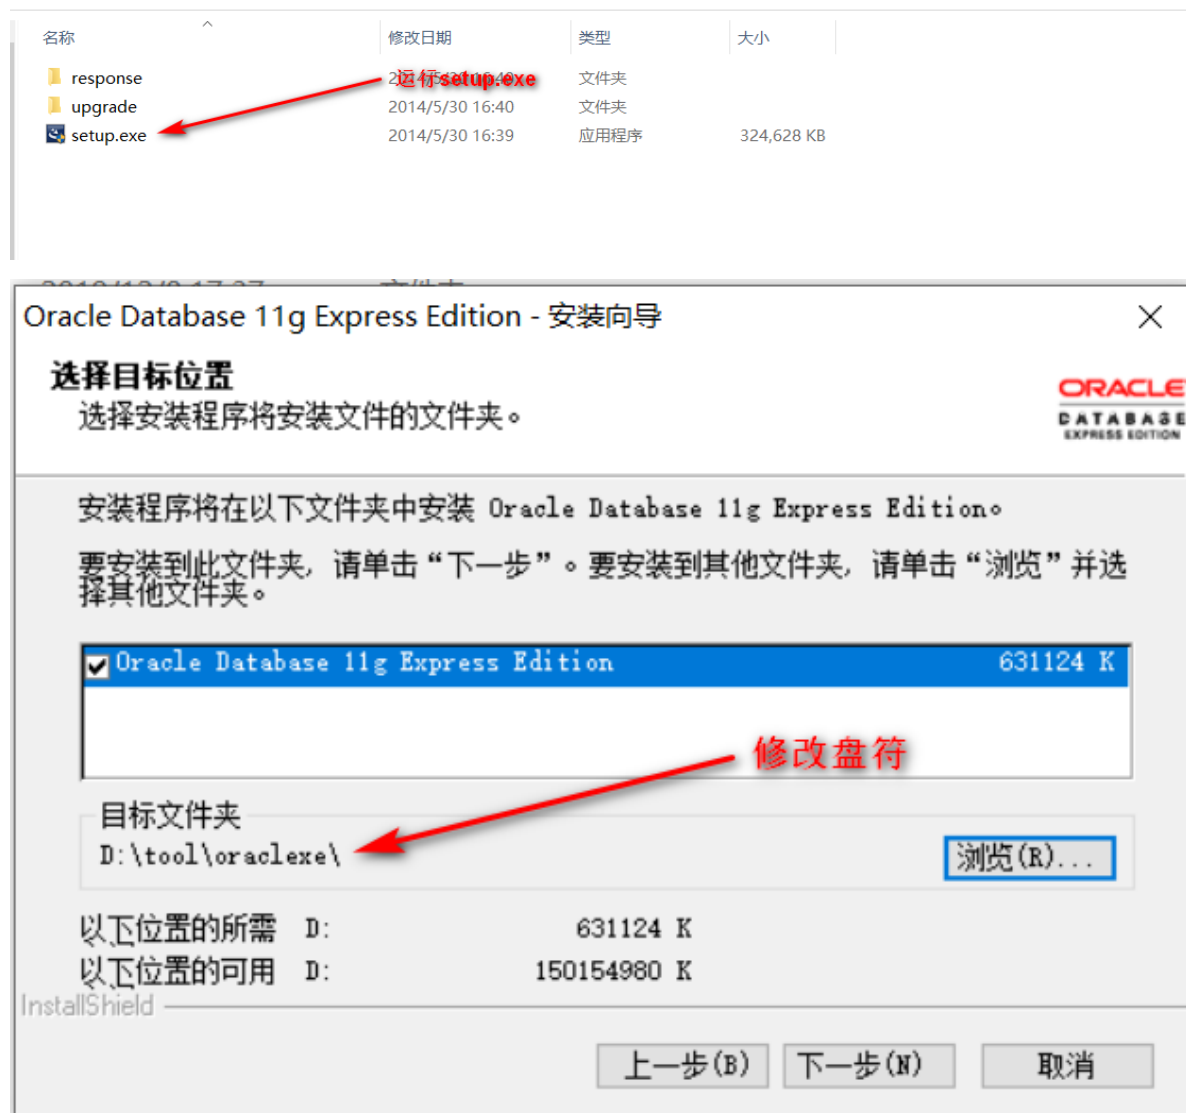 名称 修改日期 类型 大小
response 运行setup.exe 文件夹
upgrade 2014/5/30 16:40 文件夹
setup.exe 2014/5/30 16:39 应用程序 324,628 KB
Oracle Database 11g Express Edition - 安装向导
选择目标位置
选择安装程序将安装文件的文件夹。
ORACLE
DATABASE
EXPRESS EDITION
安装程序将在以下文件夹中安装 Oracle Database 11g Express Edition。
要安装到此文件夹,请单击“下一步”。要安装到其他文件夹,请单击“浏览”并选
择其他文件夹。
Oracle Database 11g Express Edition 631124 K
修改盘符
目标文件夹
D:\tool\oraclexe\
浏览(R)...
以下位置的所需 D: 631124 K
以下位置的可用 D: 150154980 K
InstallShield
上一步(B) 下一步(N) 取消